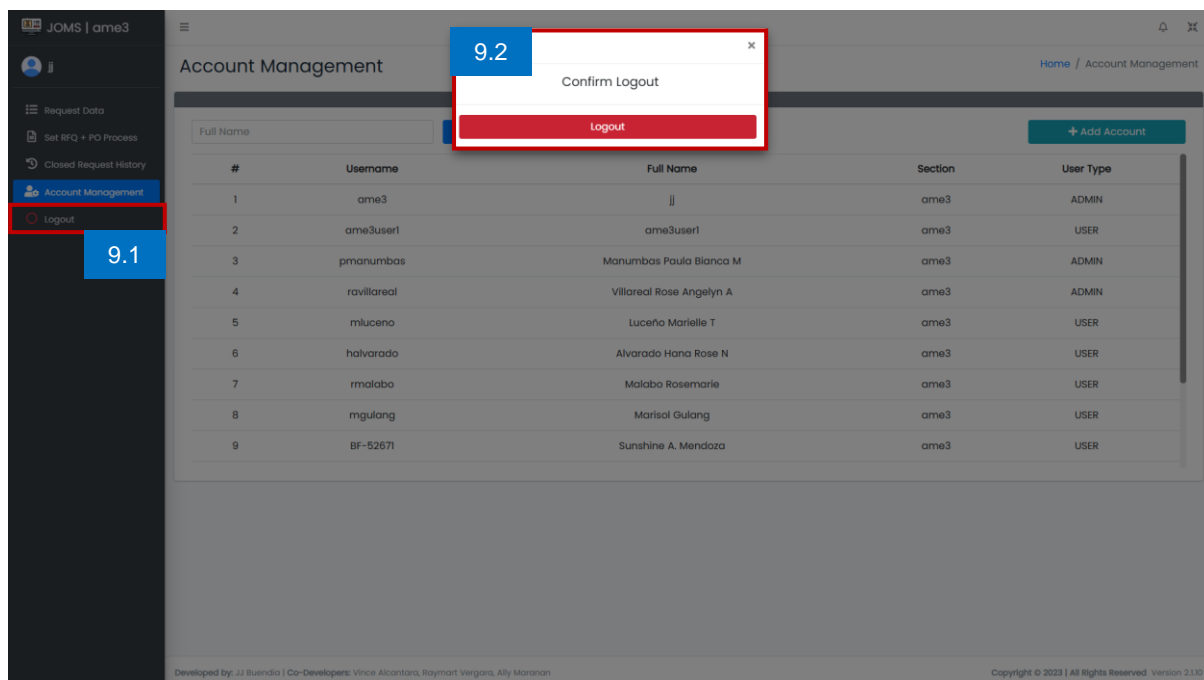 JOMS | ame3
9.2
×
jj
Account Management
Home / Account Management
Confirm Logout
Request Data
Set RFQ + PO Process
Closed Request History
Account Management
Logout
9.1
Full Name
Logout
+ Add Account
# Username Full Name Section User Type
1 ame3 jj ame3 ADMIN
2 ame3user1 ame3user1 ame3 USER
3 pmanumbas Manumbas Paula Bianca M ame3 ADMIN
4 ravillareal Villareal Rose Angelyn A ame3 ADMIN
5 mluceno Luceño Marielle T ame3 USER
6 halvarado Alvarado Hana Rose N ame3 USER
7 rmalabo Malabo Rosemarie ame3 USER
8 mgulang Marisol Gulang ame3 USER
9 BF-52671 Sunshine A. Mendoza ame3 USER
Developed by: JJ Buendia | Co-Developers: Vince Alcantara, Raymart Vergara, Ally Maranan
Copyright © 2023 | All Rights Reserved Version 2.1.10